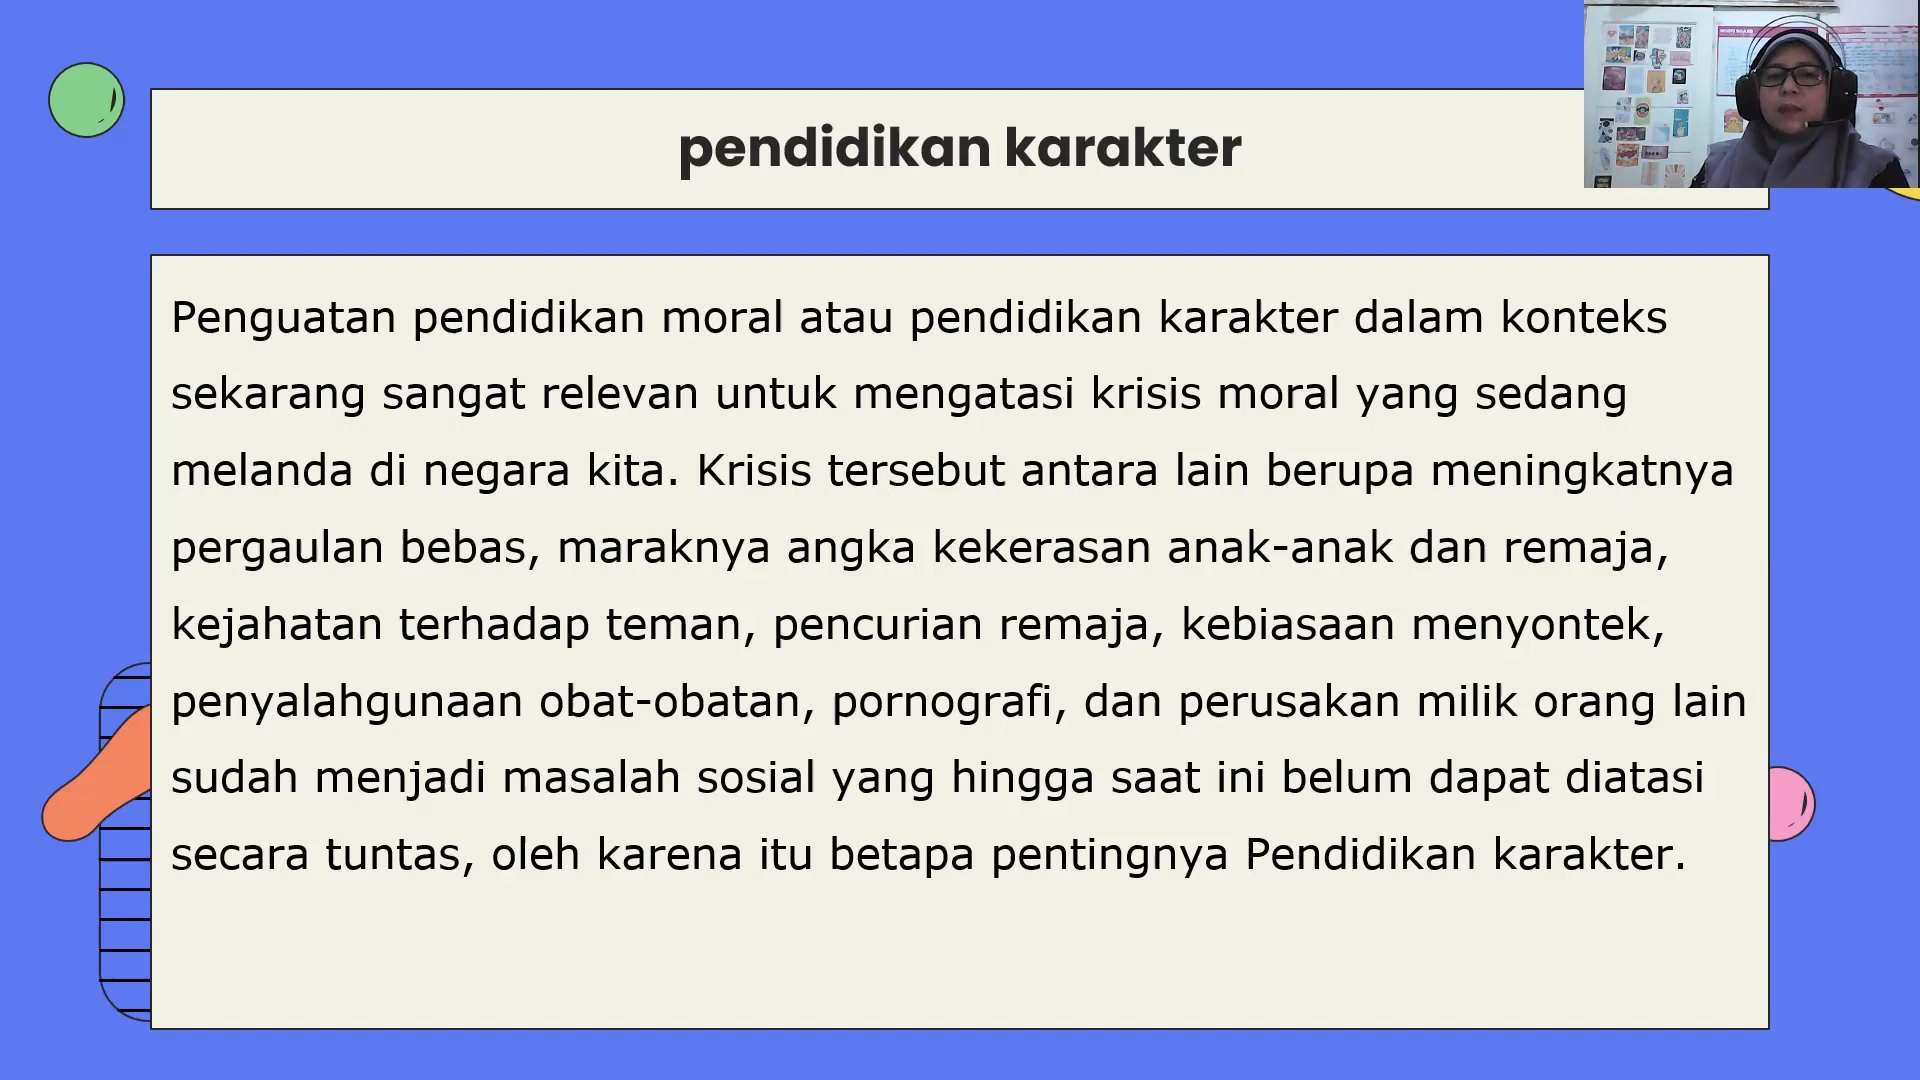 pendidikan karakter
Penguatan pendidikan moral atau pendidikan karakter dalam konteks
sekarang sangat relevan untuk mengatasi krisis moral yang sedang
melanda di negara kita. Krisis tersebut antara lain berupa meningkatnya
pergaulan bebas, maraknya angka kekerasan anak-anak dan remaja,
kejahatan terhadap teman, pencurian remaja, kebiasaan menyontek,
penyalahgunaan obat-obatan, pornografi, dan perusakan milik orang lain
sudah menjadi masalah sosial yang hingga saat ini belum dapat diatasi
secara tuntas, oleh karena itu betapa pentingnya Pendidikan karakter.